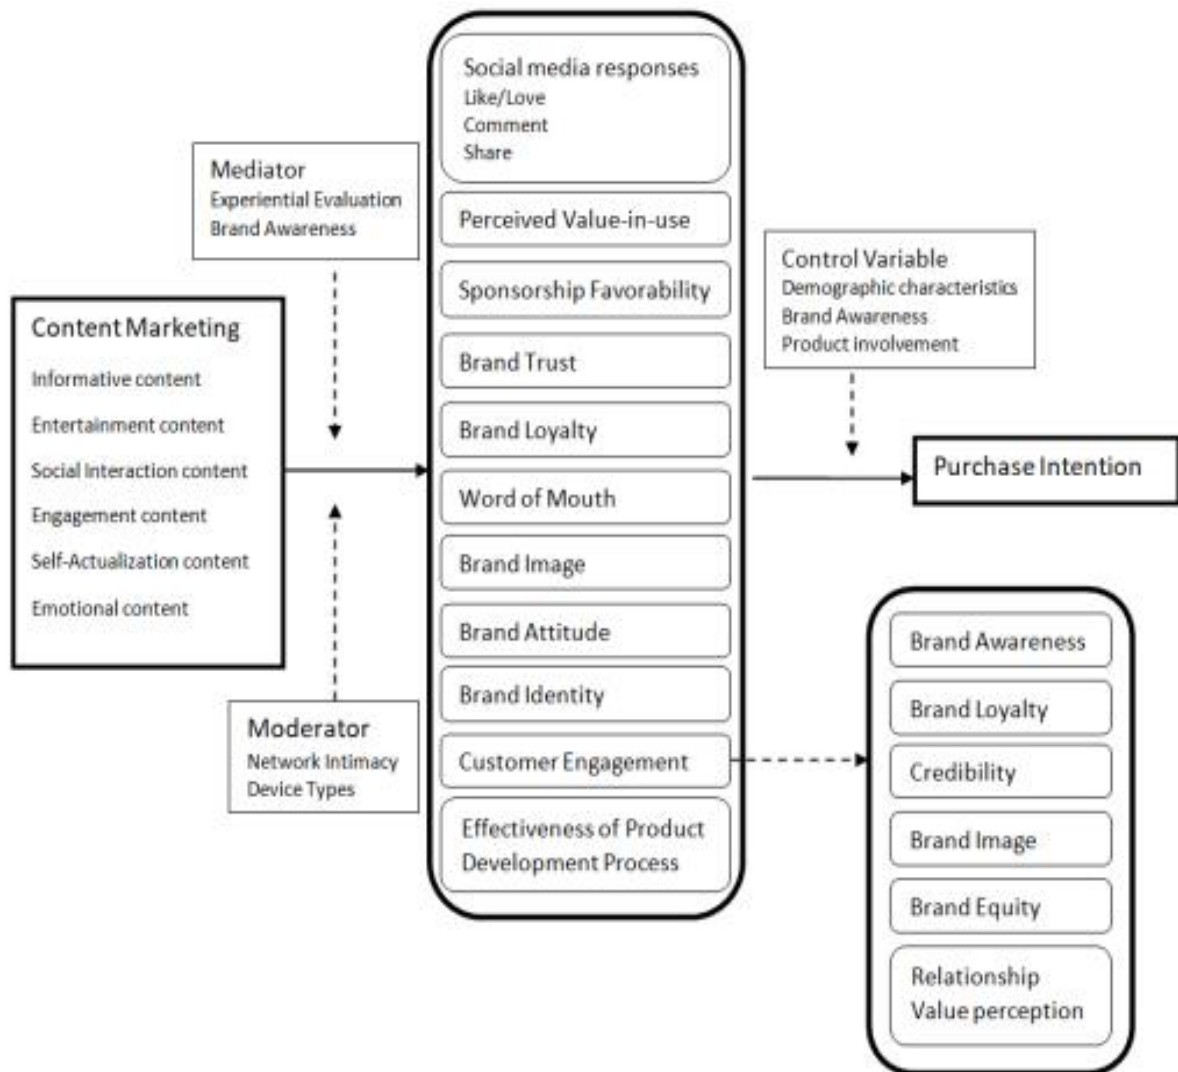 Social media responses
Like/Love
Comment
Share
Mediator
Experiential Evaluation
Brand Awareness
Perceived Value-in-use
Sponsorship Favorability
Control Variable
Demographic characteristics
Brand Awareness
Product involvement
Content Marketing
Informative content
Entertainment content
Social Interaction content
Engagement content
Self-Actualization content
Emotional content
Brand Trust
Brand Loyalty
Word of Mouth
Brand Image
Brand Attitude
Brand Identity
Customer Engagement
Effectiveness of Product
Development Process
Purchase Intention
Moderator
Network Intimacy
Device Types
Brand Awareness
Brand Loyalty
Credibility
Brand Image
Brand Equity
Relationship
Value perception